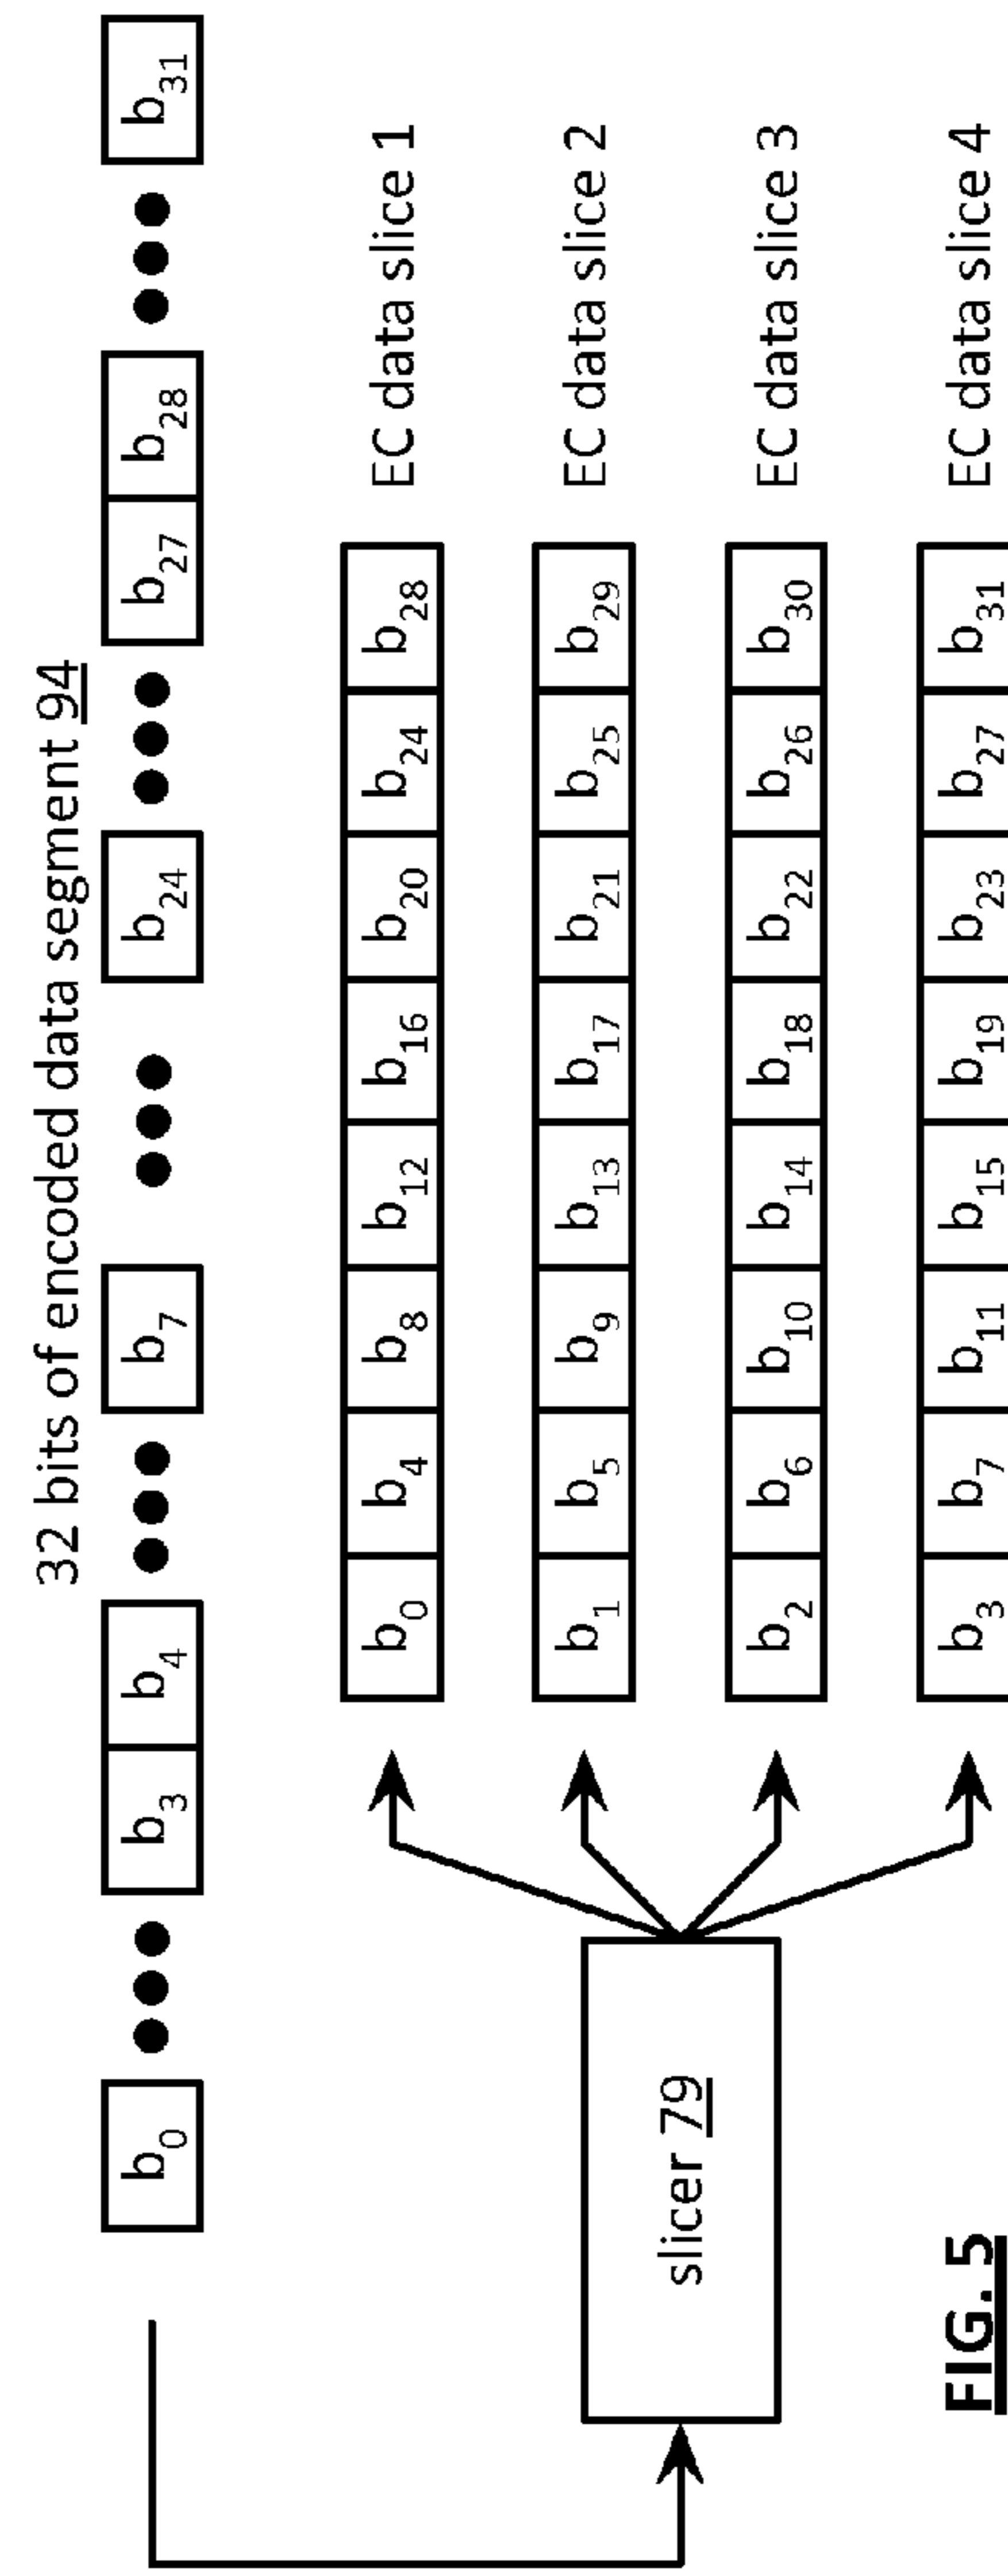 32 bits of encoded data segment 94
b0 ●●● b3 b4 ●●● b7 ●●● b24 ●●● b27 b28 ●●● b31
b0 b4 b8 b12 b16 b20 b24 b28 EC data slice 1
b1 b5 b9 b13 b17 b21 b25 b29 EC data slice 2
slicer 79
b2 b6 b10 b14 b18 b22 b26 b30 EC data slice 3
b3 b7 b11 b15 b19 b23 b27 b31 EC data slice 4
FIG. 5